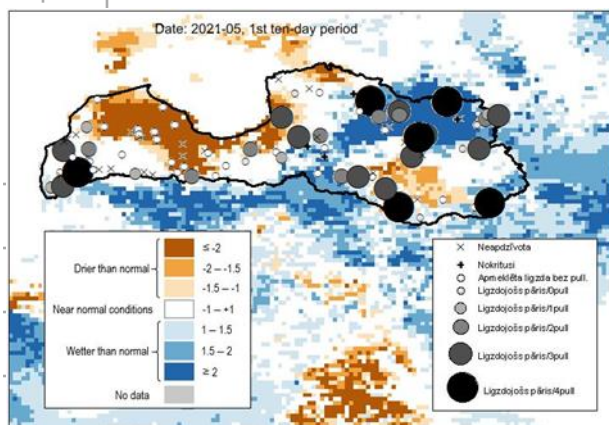 Date: 2021-05, 1st ten-day period
Drier than normal
≤ -2
-2 – -1.5
-1.5 – -1
Near normal conditions
-1 – +1
Wetter than normal
1 – 1.5
1.5 – 2
≥ 2
No data
Neapdzīvota
Nokritusi
Apmeklēta ligzda bez pull.
Ligzdojošs pāris/0pull
Ligzdojošs pāris/1pull
Ligzdojošs pāris/2pull
Ligzdojošs pāris/3pull
Ligzdojošs pāris/4pull